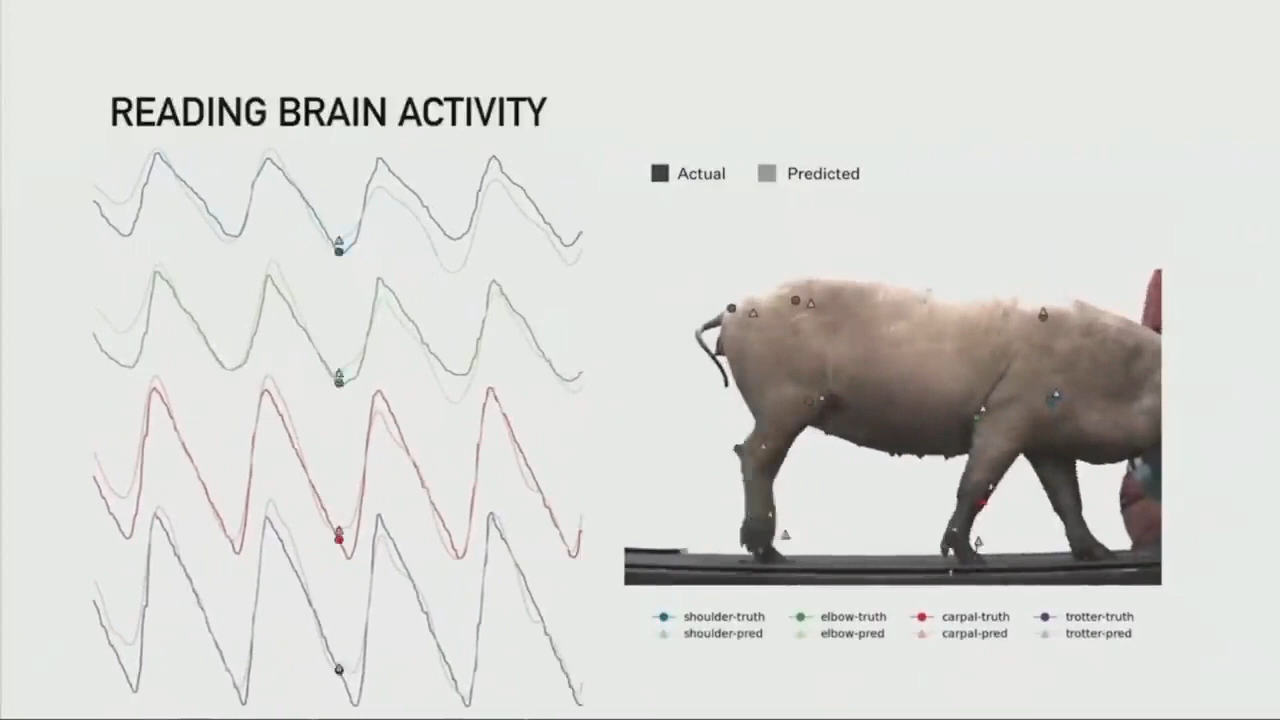 READING BRAIN ACTIVITY
Actual Predicted
shoulder-truth elbow-truth carpal-truth trotter-truth
shoulder-pred elbow-pred carpal-pred trotter-pred